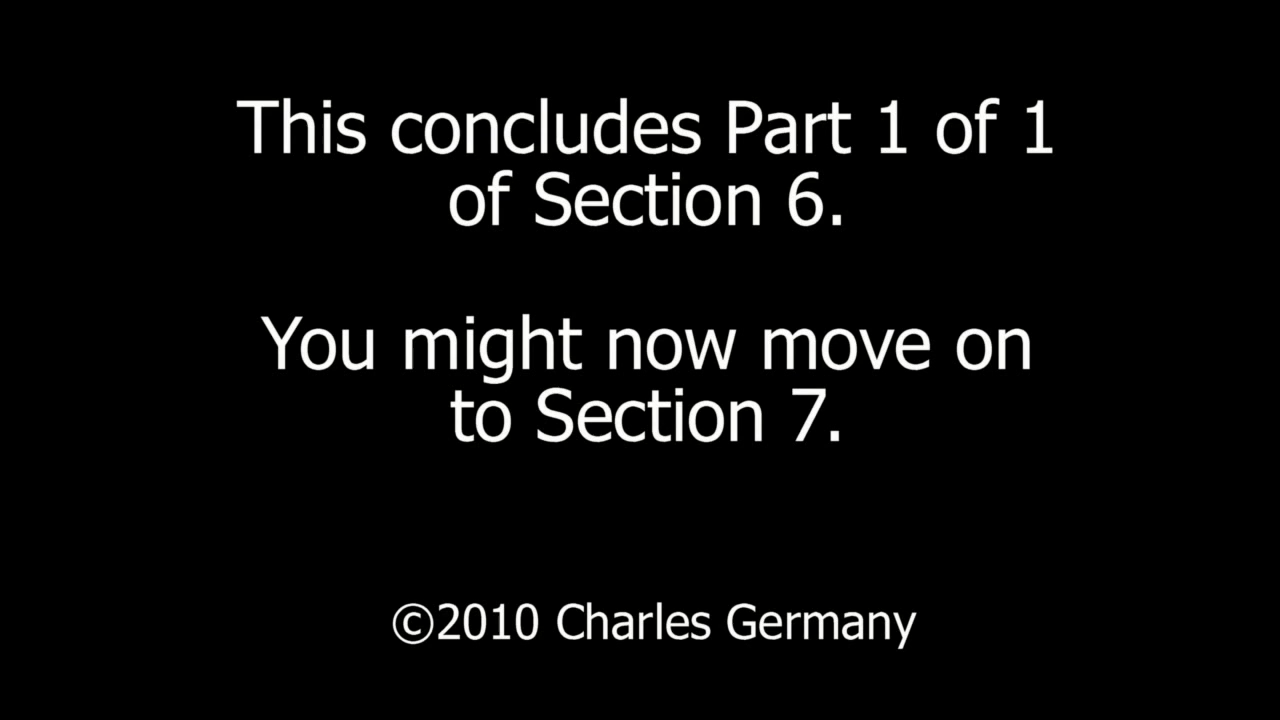 This concludes Part 1 of 1
of Section 6.
You might now move on
to Section 7.
©2010 Charles Germany